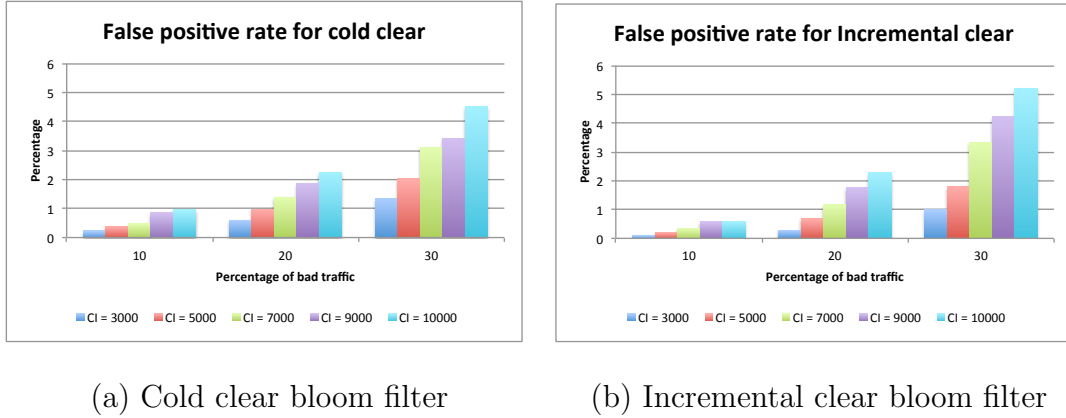 False positive rate for cold clear
6
5
4
3
2
1
0
Percentage
10 20 30
Percentage of bad traffic
CI = 3000 CI = 5000 CI = 7000 CI = 9000 CI = 10000
(a) Cold clear bloom filter
False positive rate for Incremental clear
6
5
4
3
2
1
0
Percentage
10 20 30
Percentage of bad traffic
CI = 3000 CI = 5000 CI = 7000 CI = 9000 CI = 10000
(b) Incremental clear bloom filter